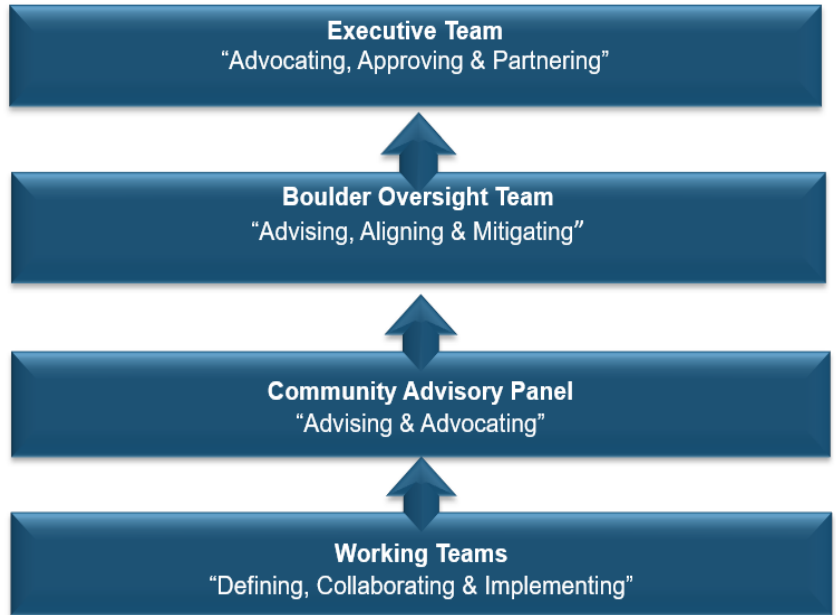 Executive Team
“Advocating, Approving & Partnering”
Boulder Oversight Team
“Advising, Aligning & Mitigating”
Community Advisory Panel
“Advising & Advocating”
Working Teams
“Defining, Collaborating & Implementing”